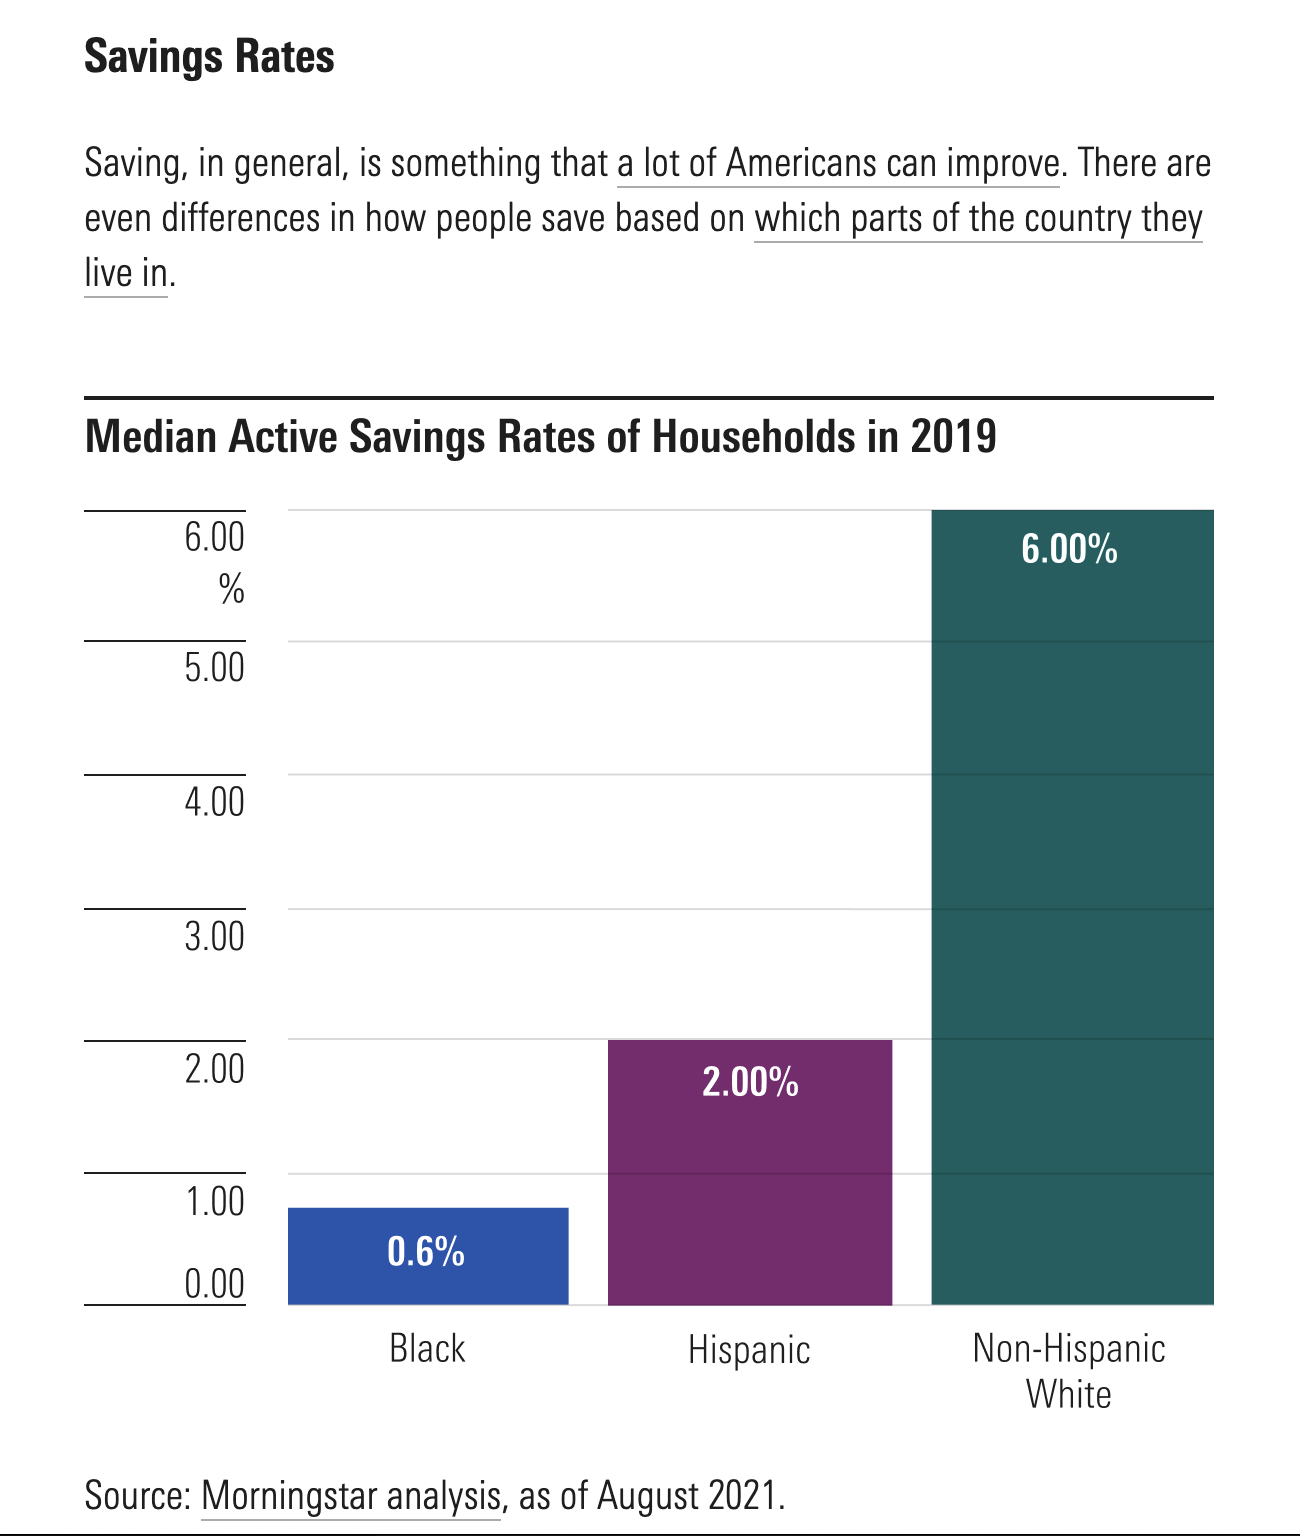 Savings Rates
Saving, in general, is something that a lot of Americans can improve. There are
even differences in how people save based on which parts of the country they
live in.
Median Active Savings Rates of Households in 2019
6.00
%
5.00
4.00
3.00
2.00
1.00
0.00
6.00%
2.00%
0.6%
Black
Hispanic
Non-Hispanic
White
Source: Morningstar analysis, as of August 2021.